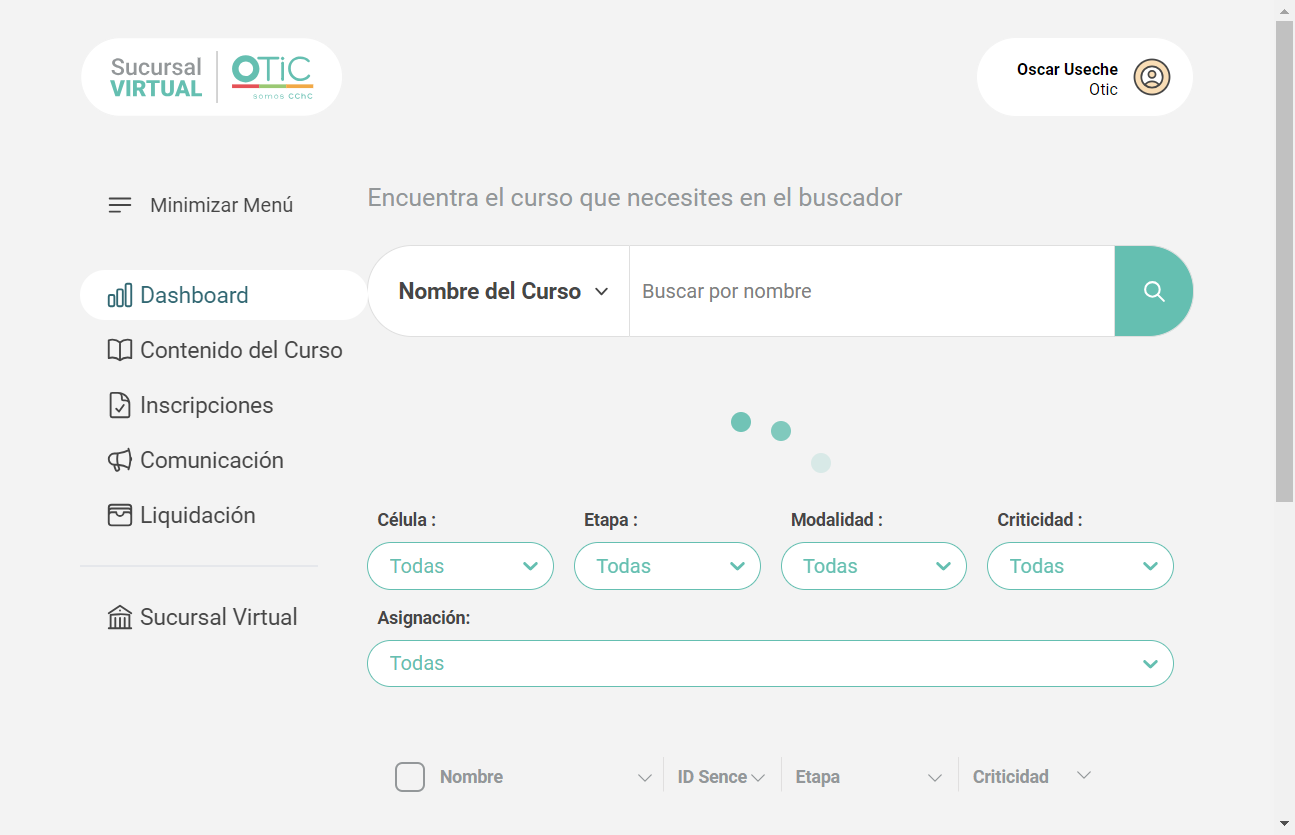 Sucursal
VIRTUAL
OTiC
somos CChC
Oscar Useche
Otic
Minimizar Menú
Encuentra el curso que necesites en el buscador
Dashboard
Contenido del Curso
Inscripciones
Comunicación
Liquidación
Sucursal Virtual
Nombre del Curso
Buscar por nombre
Célula :
Etapa :
Modalidad :
Criticidad :
Todas
Todas
Todas
Todas
Asignación:
Todas
Nombre
ID Sence
Etapa
Criticidad